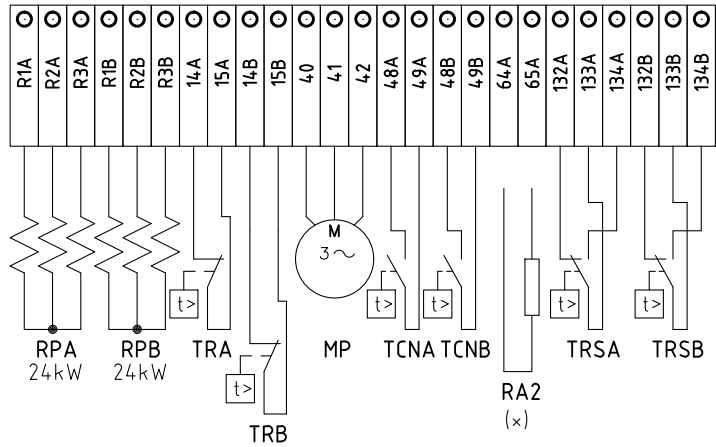 R1A R2A R3A R1B R2B R3B 14A 15A 14B 15B 40 41 42 48A 49A 48B 49B 64A 65A 132A 133A 134A 132B 133B 134B
M
3~
t> t> t> t> t>
t>
RPA RPB TRA MP TCNA TCNB TRSA TRSB
24kW 24kW
RA2
(x)
TRB